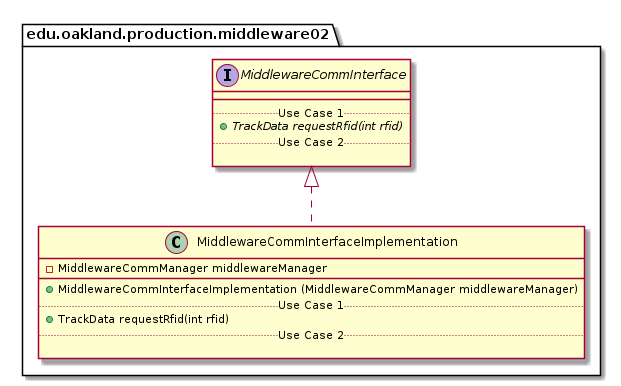 edu.oakland.production.middleware02
I MiddlewareCommInterface
Use Case 1
TrackData requestRfid(int rfid)
Use Case 2
C MiddlewareCommInterfaceImplementation
MiddlewareCommManager middlewareManager
MiddlewareCommInterfaceImplementation (MiddlewareCommManager middlewareManager)
Use Case 1
TrackData requestRfid(int rfid)
Use Case 2